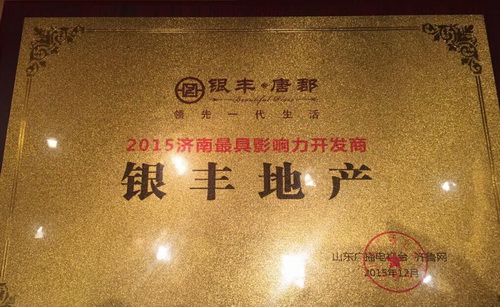 银丰·唐郡
领先一代生活
2015济南最具影响力开发商
银丰地产
山东广播电视台 齐鲁网
2015年12月